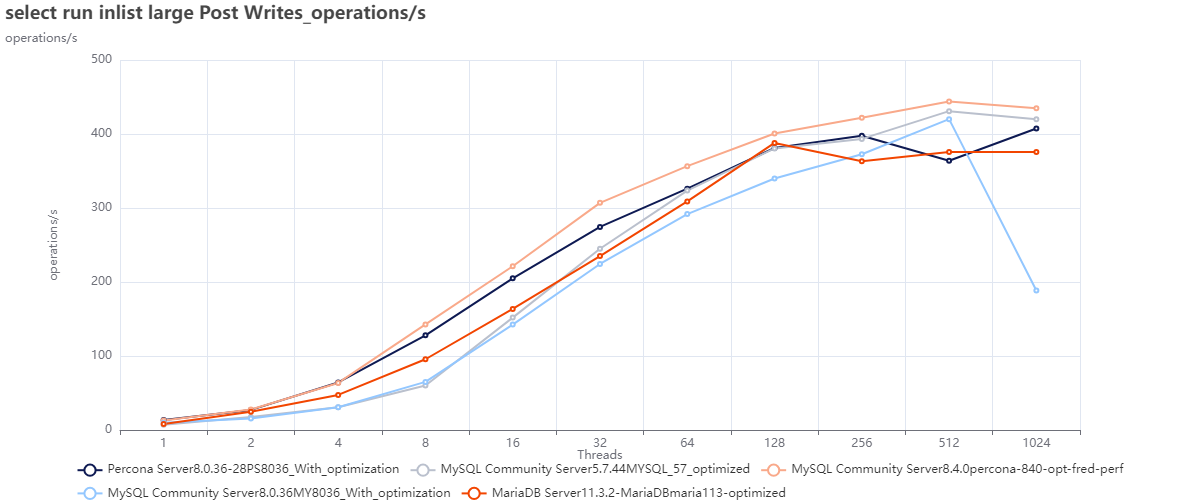 select run inlist large Post Writes_operations/s
operations/s
500
400
300
200
100
0
operations/s
1 2 4 8 16 32 64 128 256 512 1024
Threads
Percona Server8.0.36-28PS8036_With_optimization MySQL Community Server5.7.44MYSQL_57_optimized MySQL Community Server8.4.0percona-840-opt-fred-perf
MySQL Community Server8.0.36MY8036_With_optimization MariaDB Server11.3.2-MariaDBmaria113-optimized